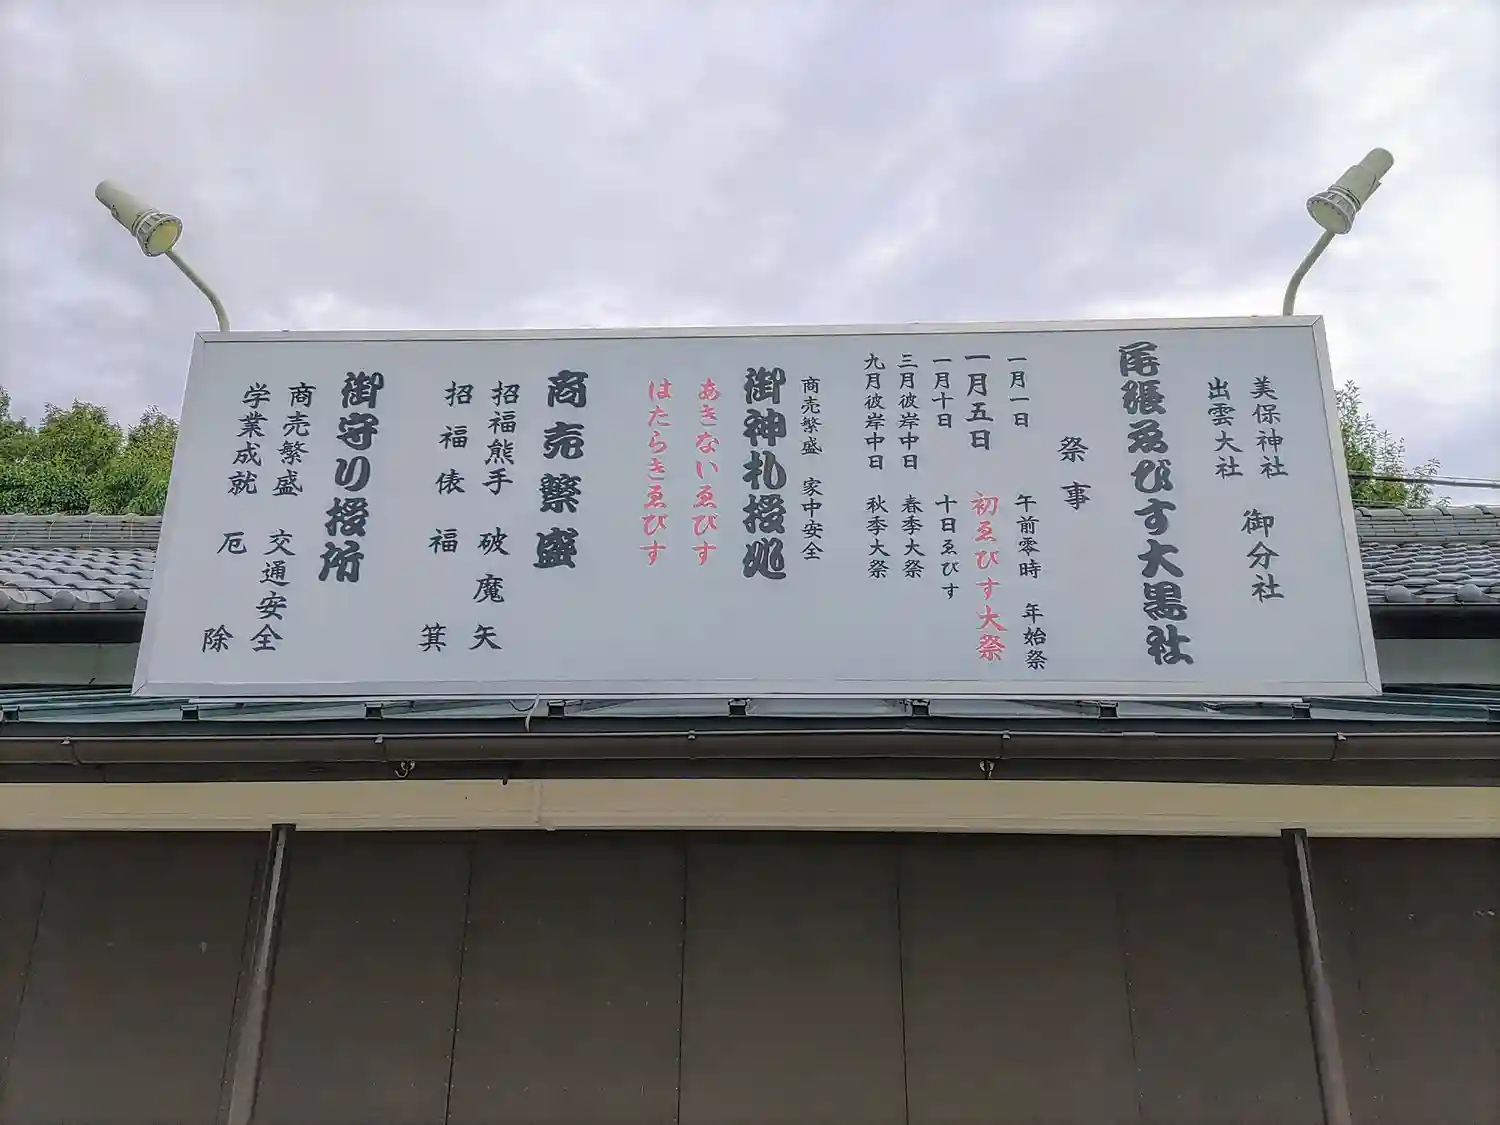 美保神社
出雲大社
御分社
尾張ゑびす大黒社
祭事
一月一日 午前零時 年始祭
一月五日 初ゑびす大祭
一月十日 十日ゑびす
三月彼岸中日 春季大祭
九月彼岸中日 秋季大祭
商売繁盛 家中安全
御神札授処
あきないゑびす
はたらきゑびす
商売繁盛
招福熊手 破魔矢
招福俵 福箕
御守り授所
商売繁盛 交通安全
学業成就 厄除